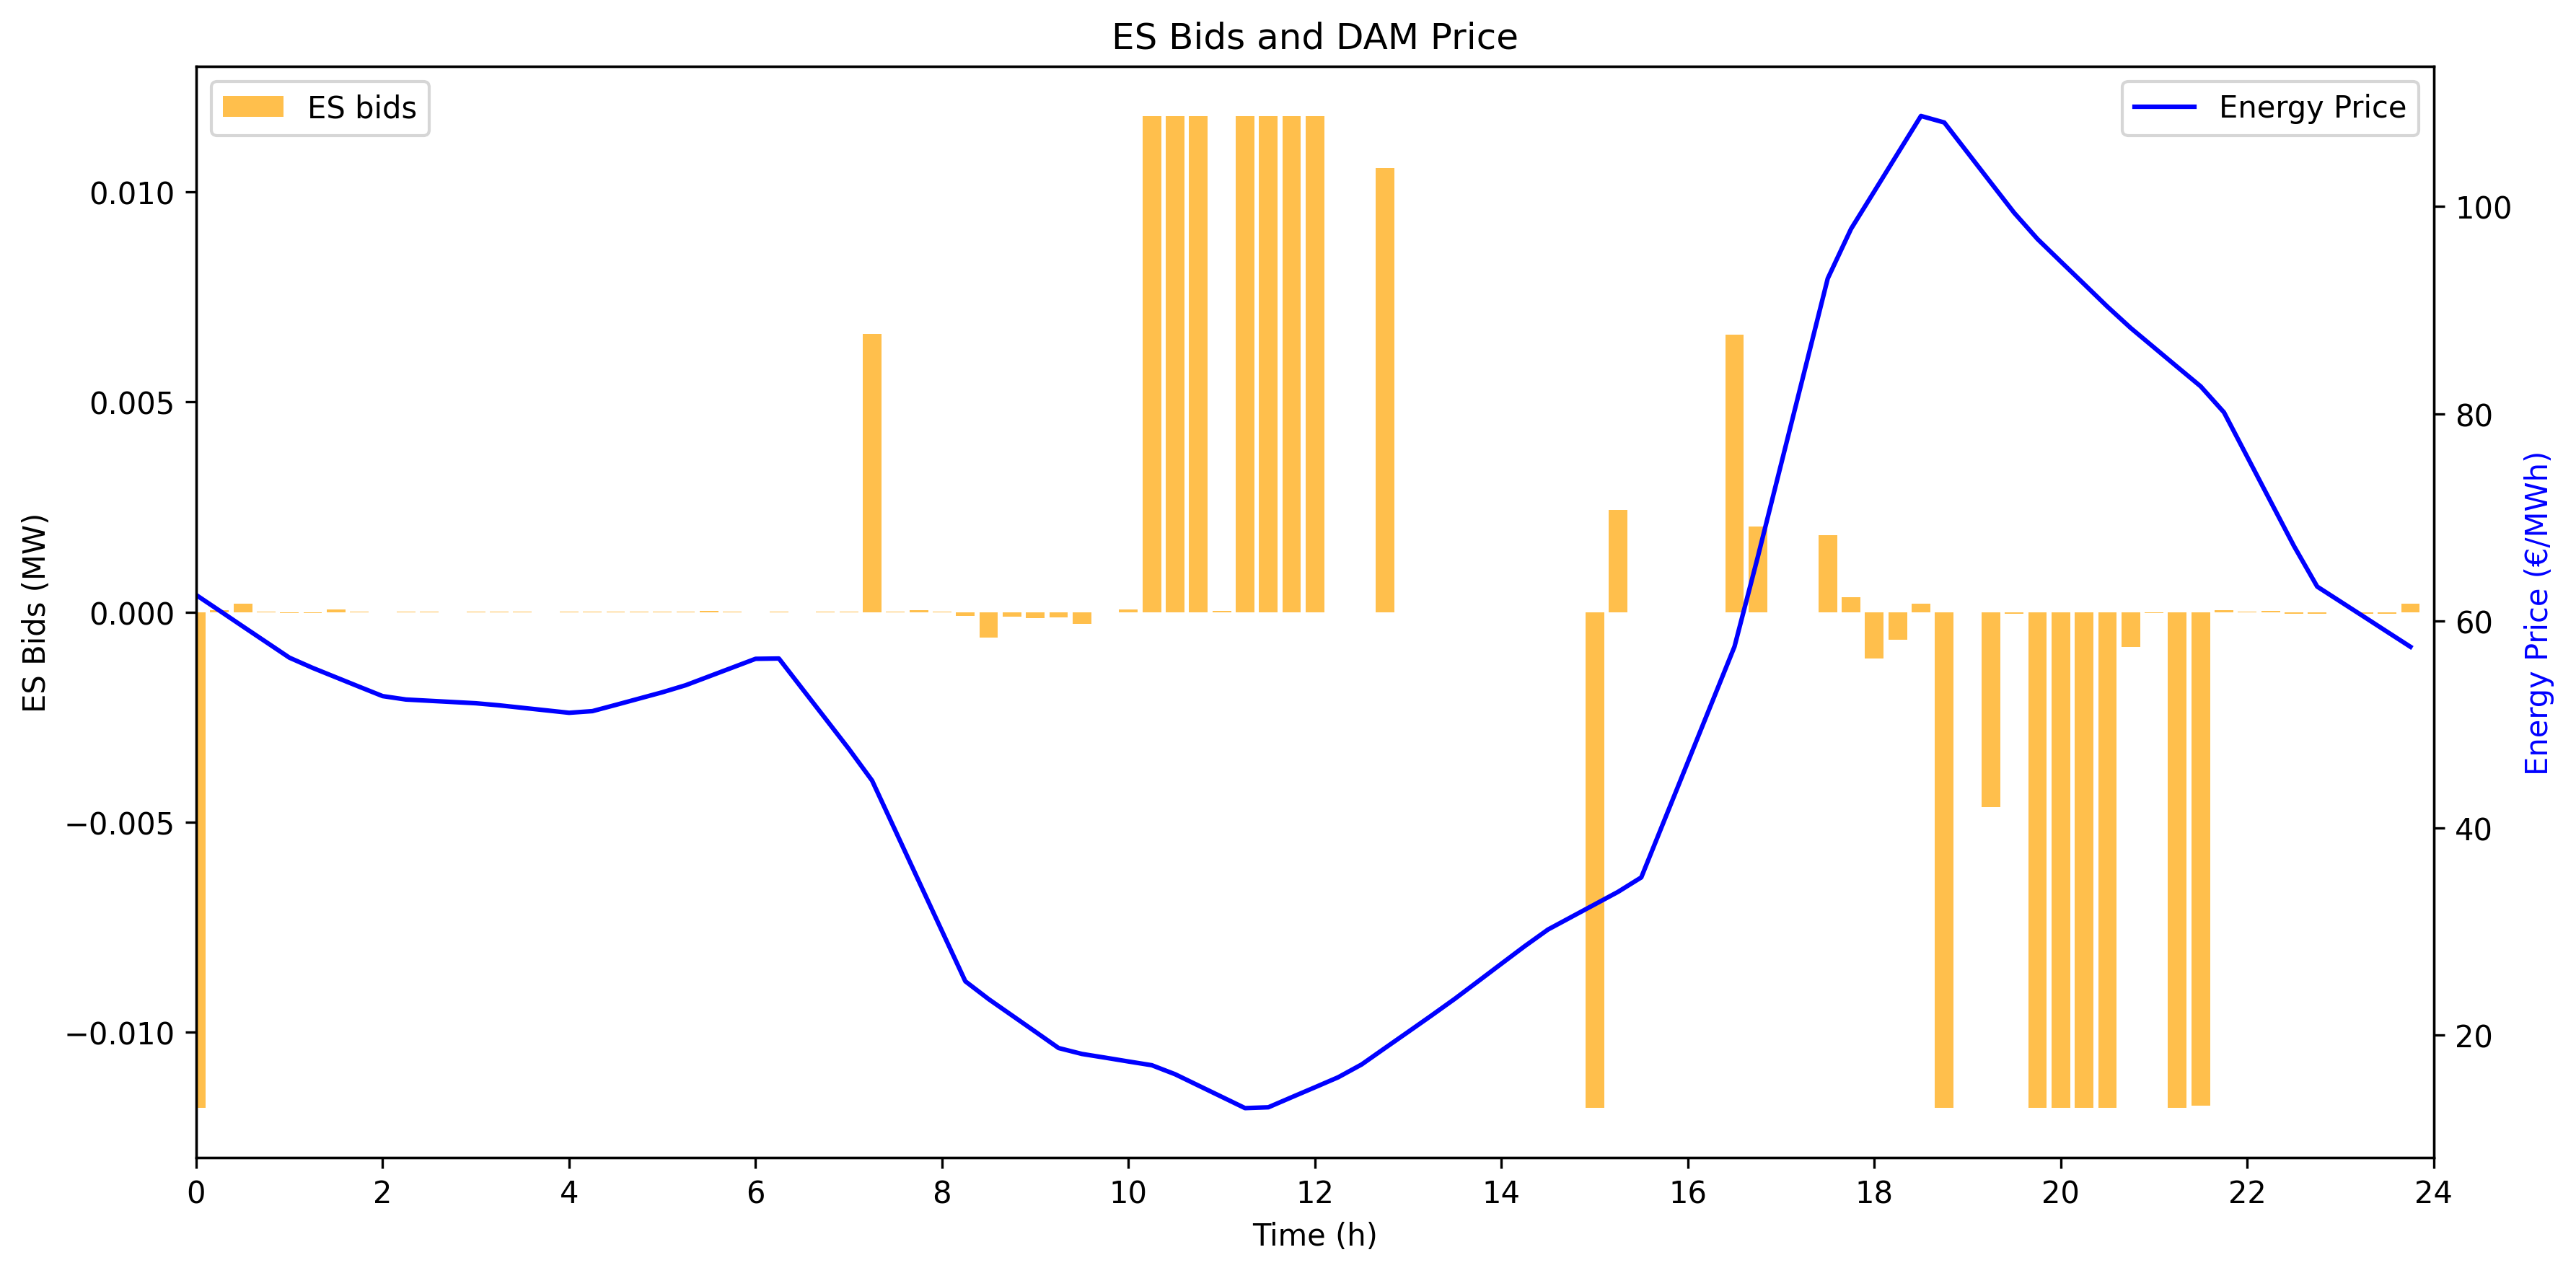 ES Bids and DAM Price
ES bids
Energy Price
ES Bids (MW)
0.010
0.005
0.000
−0.005
−0.010
100
80
60
40
20
Energy Price (€/MWh)
0 2 4 6 8 10 12 14 16 18 20 22 24
Time (h)